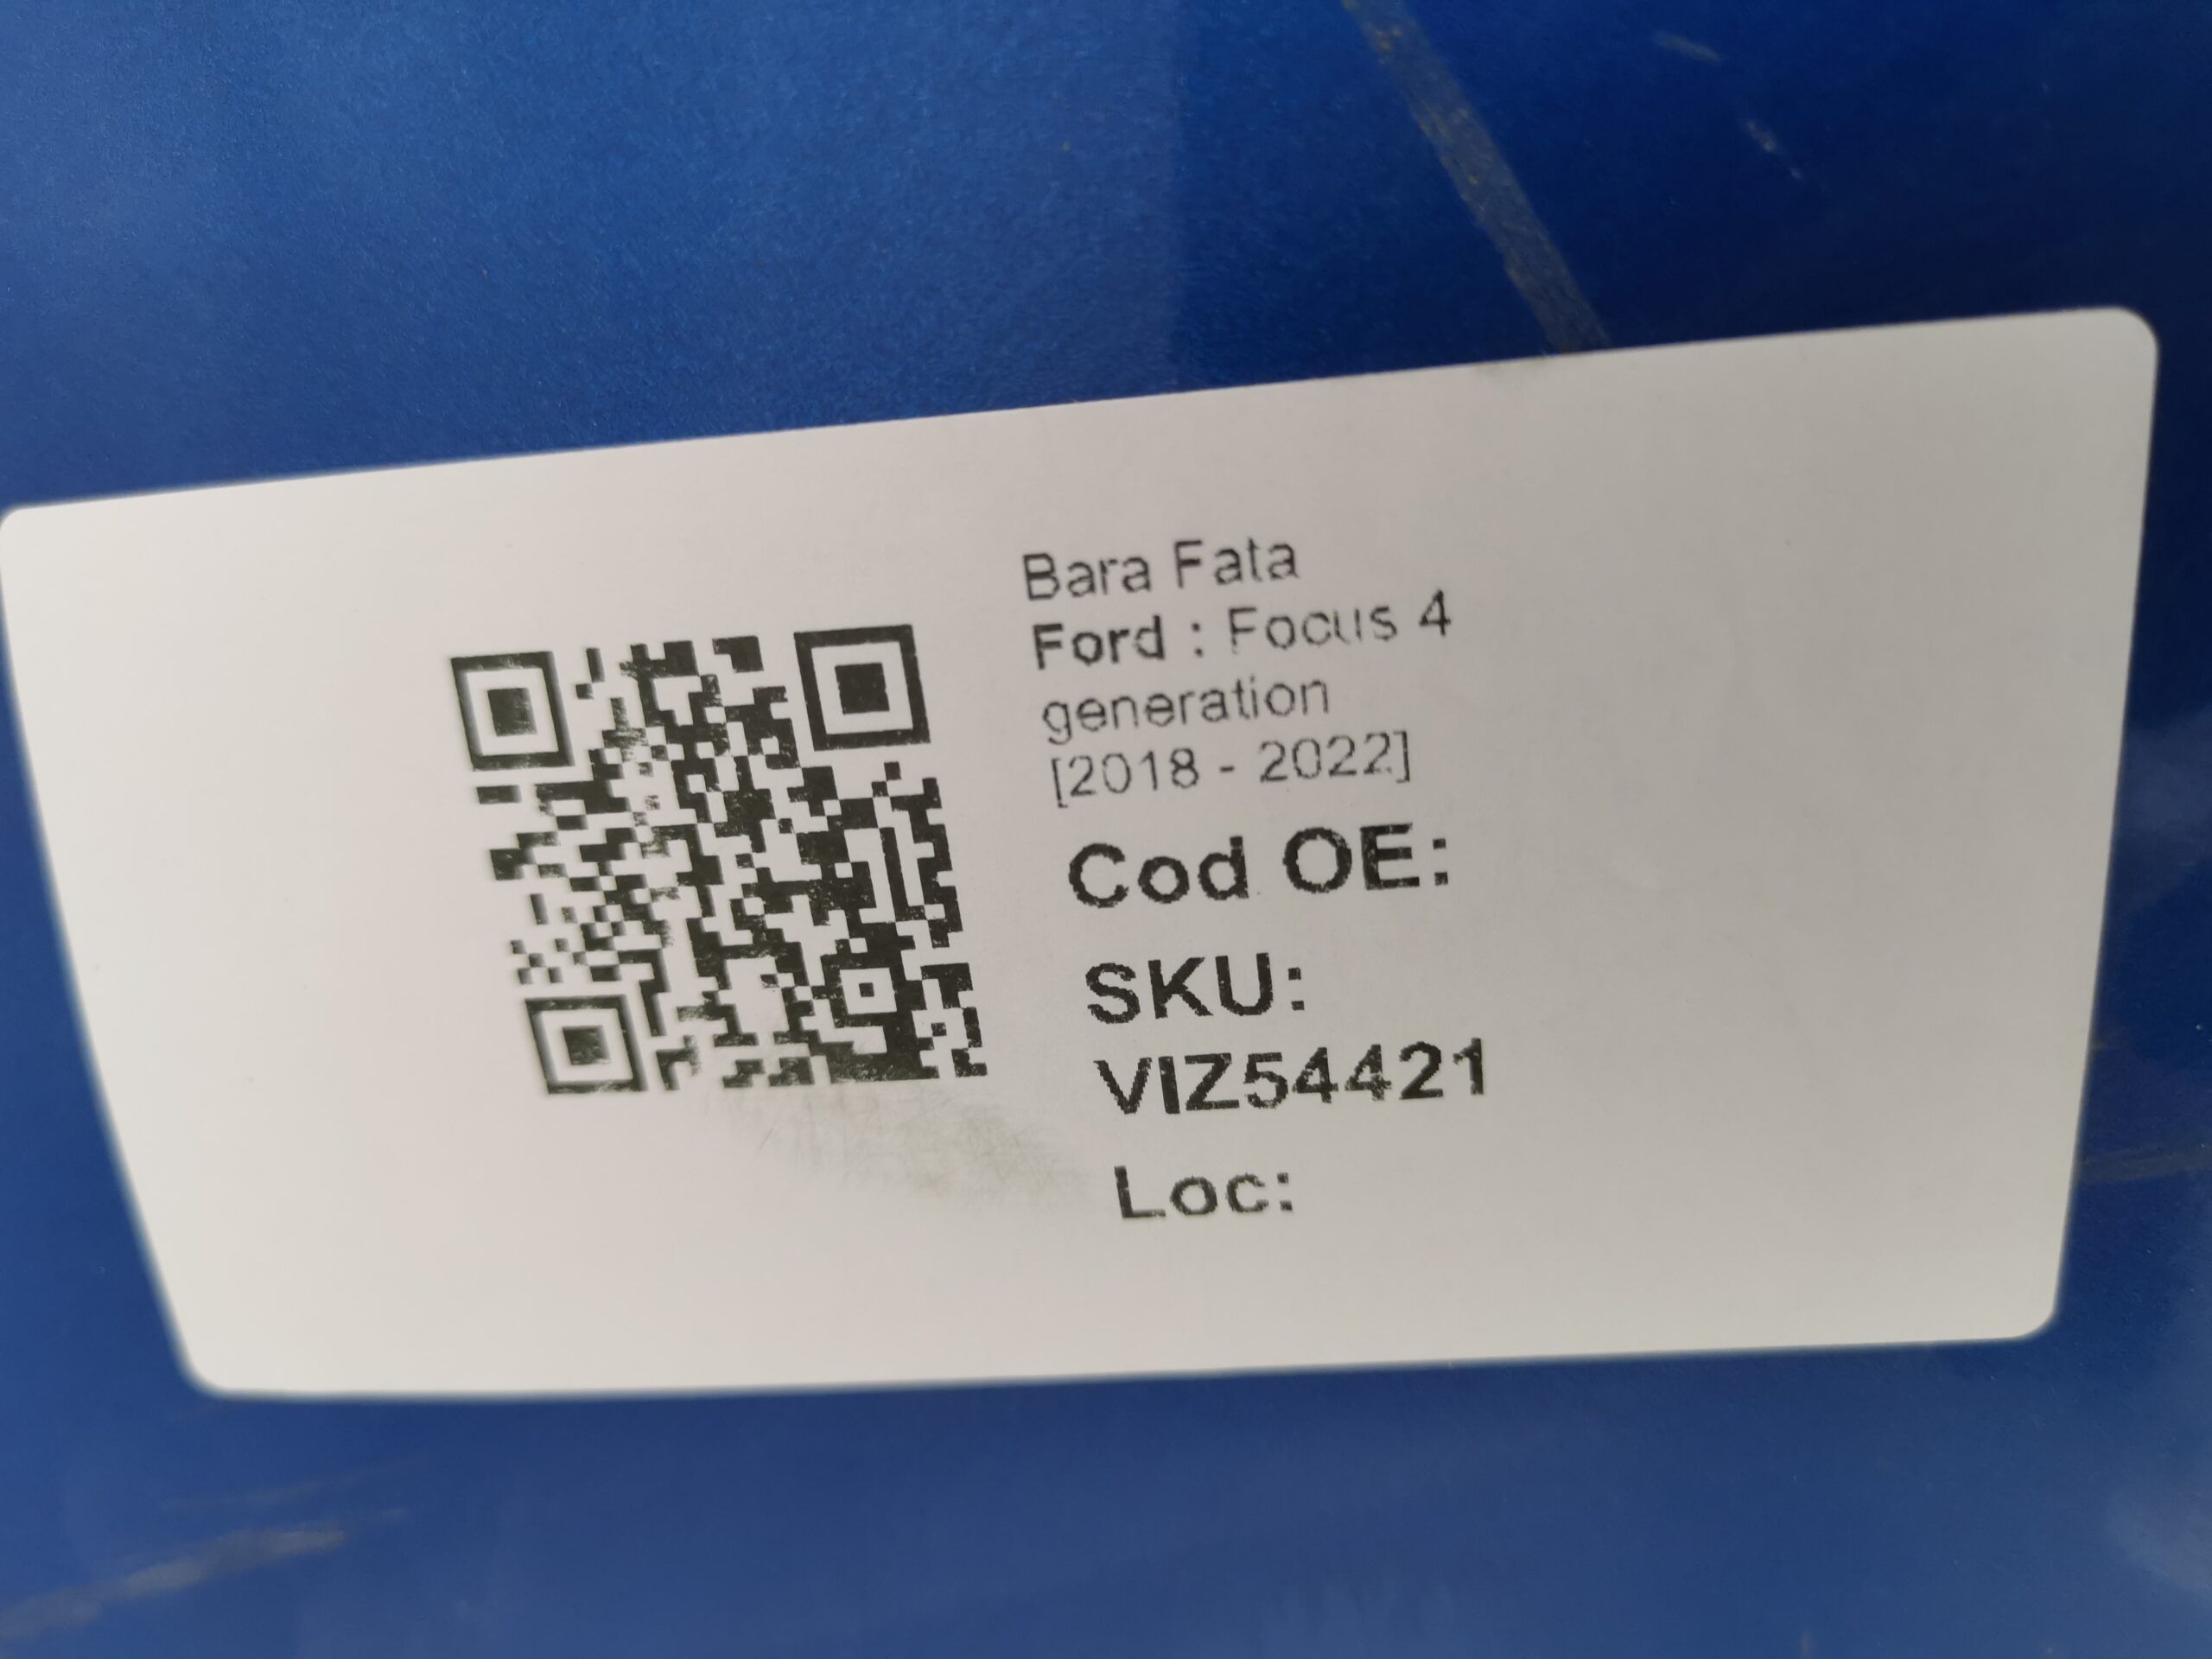 Bara Fata
Ford : Focus 4
generation
[2018 - 2022]
Cod OE:
SKU:
VIZ54421
Loc: